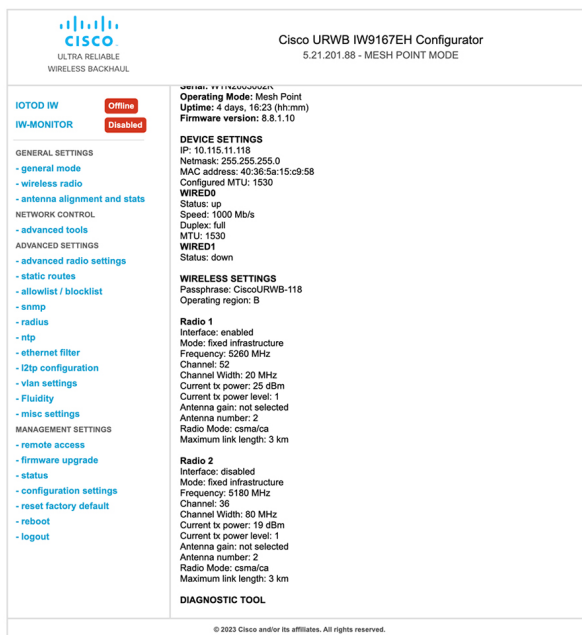 CISCO
ULTRA RELIABLE
WIRELESS BACKHAUL
Cisco URWB IW9167EH Configurator
5.21.201.88 - MESH POINT MODE
IOTOD IW Offline
IW-MONITOR Disabled
GENERAL SETTINGS
- general mode
- wireless radio
- antenna alignment and stats
NETWORK CONTROL
- advanced tools
ADVANCED SETTINGS
- advanced radio settings
- static routes
- allowlist / blocklist
- snmp
- radius
- ntp
- ethernet filter
- l2tp configuration
- vlan settings
- Fluidity
- misc settings
MANAGEMENT SETTINGS
- remote access
- firmware upgrade
- status
- configuration settings
- reset factory default
- reboot
- logout
Operating Mode: Mesh Point
Uptime: 4 days, 16:23 (hh:mm)
Firmware version: 8.8.1.10
DEVICE SETTINGS
IP: 10.115.11.118
Netmask: 255.255.255.0
MAC address: 40:36:5a:15:c9:58
Configured MTU: 1530
WIRED0
Status: up
Speed: 1000 Mb/s
Duplex: full
MTU: 1530
WIRED1
Status: down
WIRELESS SETTINGS
Passphrase: CiscoURWB-118
Operating region: B
Radio 1
Interface: enabled
Mode: fixed infrastructure
Frequency: 5260 MHz
Channel: 52
Channel Width: 20 MHz
Current tx power: 25 dBm
Current tx power level: 1
Antenna gain: not selected
Antenna number: 2
Radio Mode: csma/ca
Maximum link length: 3 km
Radio 2
Interface: disabled
Mode: fixed infrastructure
Frequency: 5180 MHz
Channel: 36
Channel Width: 80 MHz
Current tx power: 19 dBm
Current tx power level: 1
Antenna gain: not selected
Antenna number: 2
Radio Mode: csma/ca
Maximum link length: 3 km
DIAGNOSTIC TOOL
© 2023 Cisco and/or its affiliates. All rights reserved.